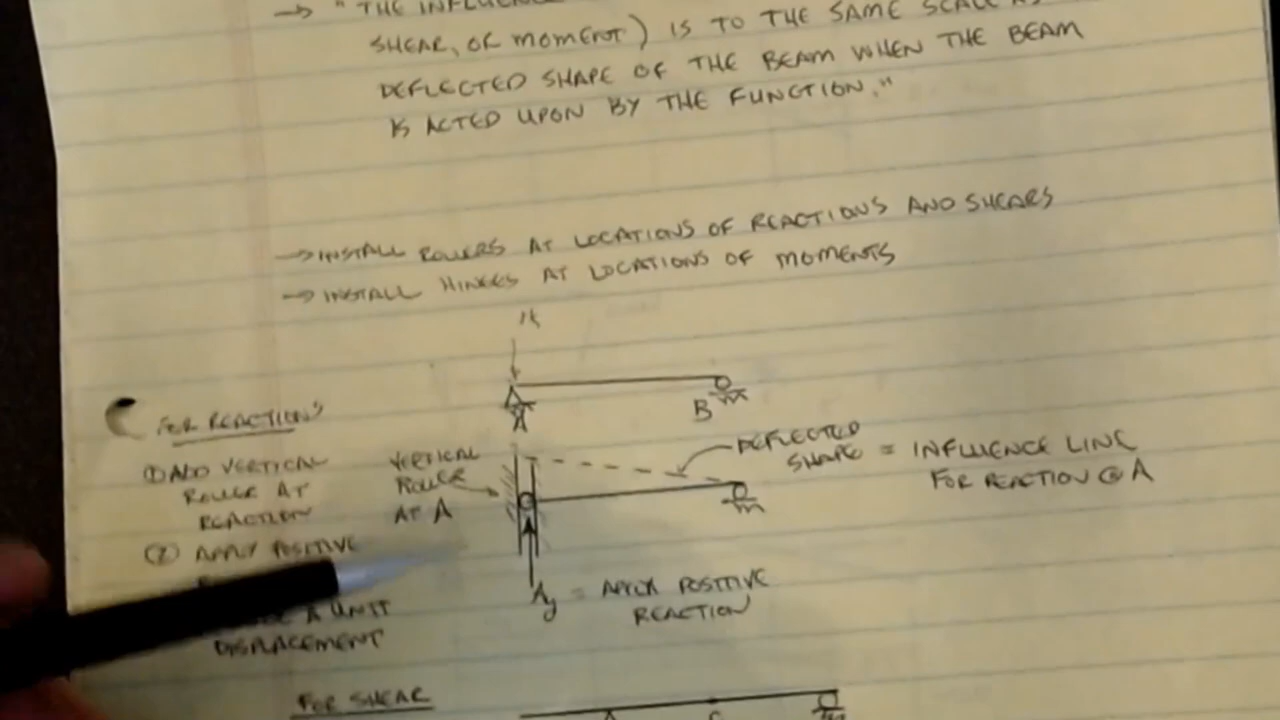 → "THE INFLUENCE
SHEAR, OR MOMENT) IS TO THE SAME SCALE AS
DEFLECTED SHAPE OF THE BEAM WHEN THE BEAM
IS ACTED UPON BY THE FUNCTION."
→ INSTALL ROLLERS AT LOCATIONS OF REACTIONS AND SHEARS
→ INSTALL HINGES AT LOCATIONS OF MOMENTS
A
B
FOR REACTIONS
① ADD VERTICAL
ROLLER AT
REACTION
② APPLY POSITIVE
A UNIT
DISPLACEMENT
VERTICAL
ROLLER
AT A
DEFLECTED
SHAPE = INFLUENCE LINE
FOR REACTION @ A
Ay = APPLY POSITIVE
REACTION
FOR SHEAR
A
C